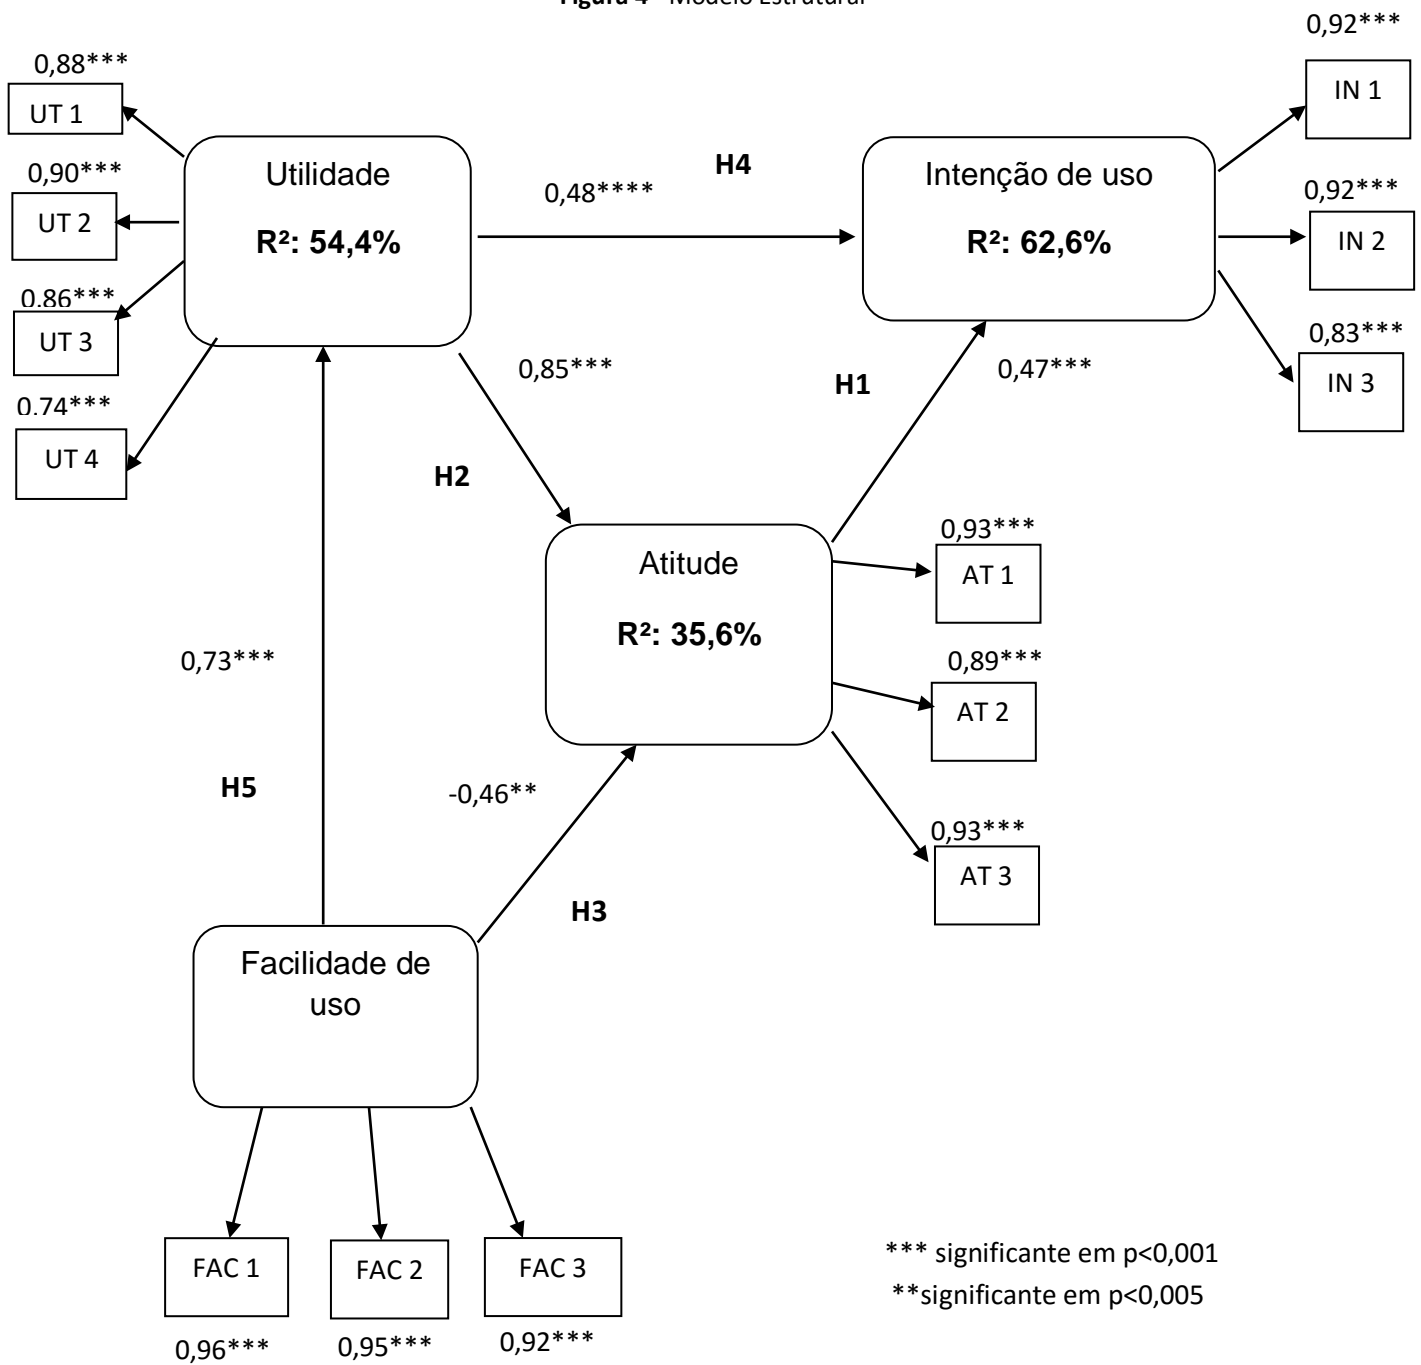 Figura 4 - Modelo Estrutural
0,92***
0,88***
IN 1
UT 1
0,90***
Utilidade
R²: 54,4%
H4
0,48****
Intenção de uso
R²: 62,6%
0,92***
UT 2
IN 2
0.86***
UT 3
0,83***
IN 3
0,85***
H1
0,47***
0.74***
UT 4
H2
0,93***
AT 1
Atitude
R²: 35,6%
0,73***
0,89***
AT 2
H5
-0,46**
0,93***
AT 3
H3
Facilidade de
uso
FAC 1
FAC 2
FAC 3
0,96***
0,95***
0,92***
*** significante em p<0,001
**significante em p<0,005